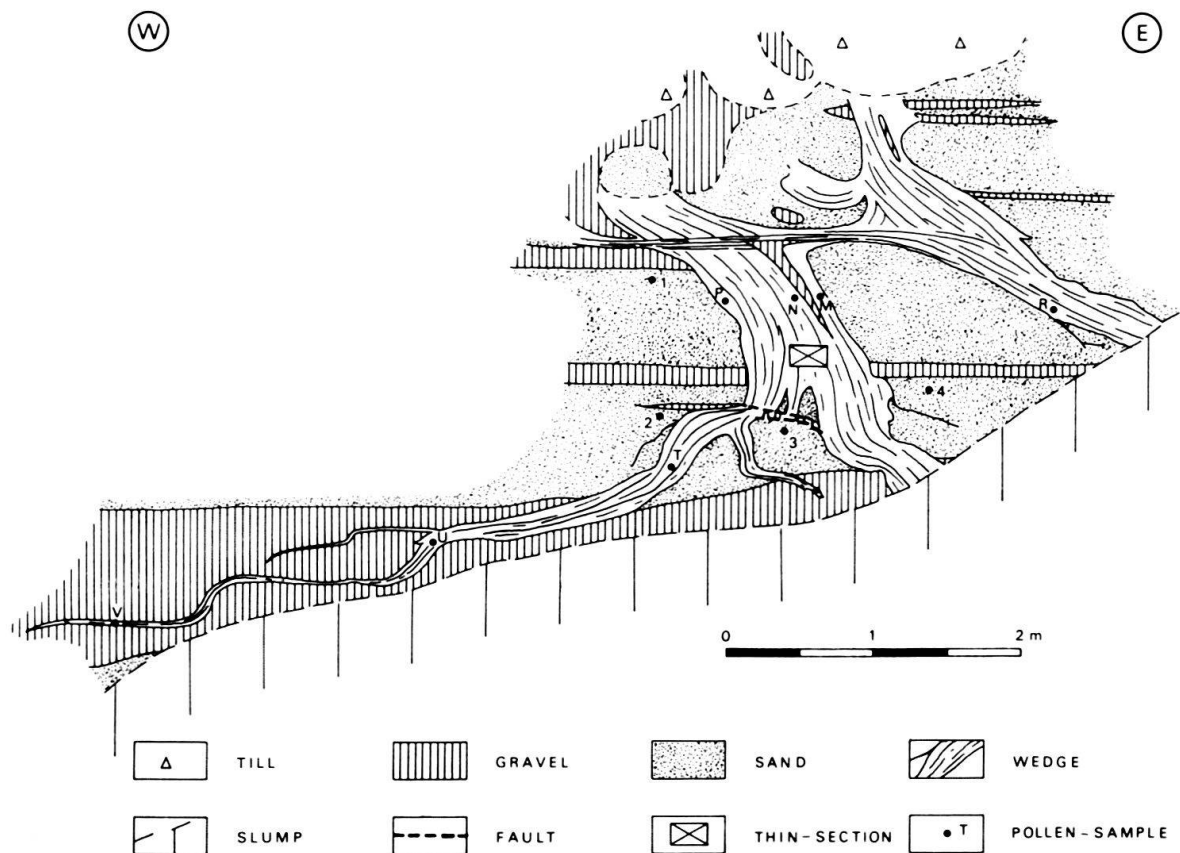 W E
1
P
N
M
R
2
3
4
T
U
V
0 1 2 m
TILL GRAVEL SAND WEDGE
SLUMP FAULT THIN-SECTION T POLLEN-SAMPLE